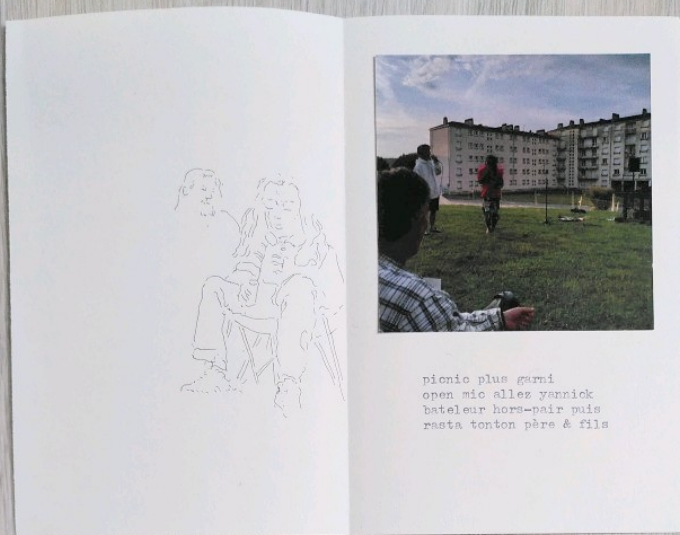 picnic plus garni
open mic allez yannick
bateleur hors-pair puis
rasta tonton père & fils